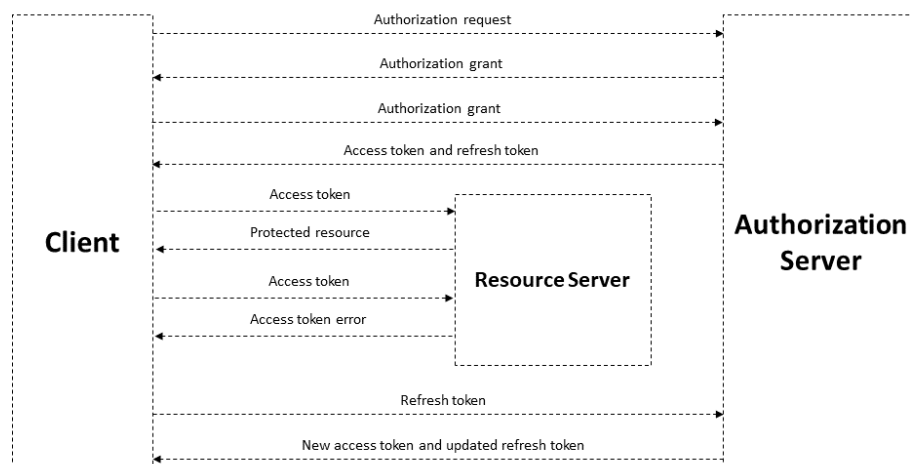 Authorization request
Authorization grant
Authorization grant
Access token and refresh token
Access token
Protected resource
Access token
Access token error
Client
Resource Server
Authorization
Server
Refresh token
New access token and updated refresh token